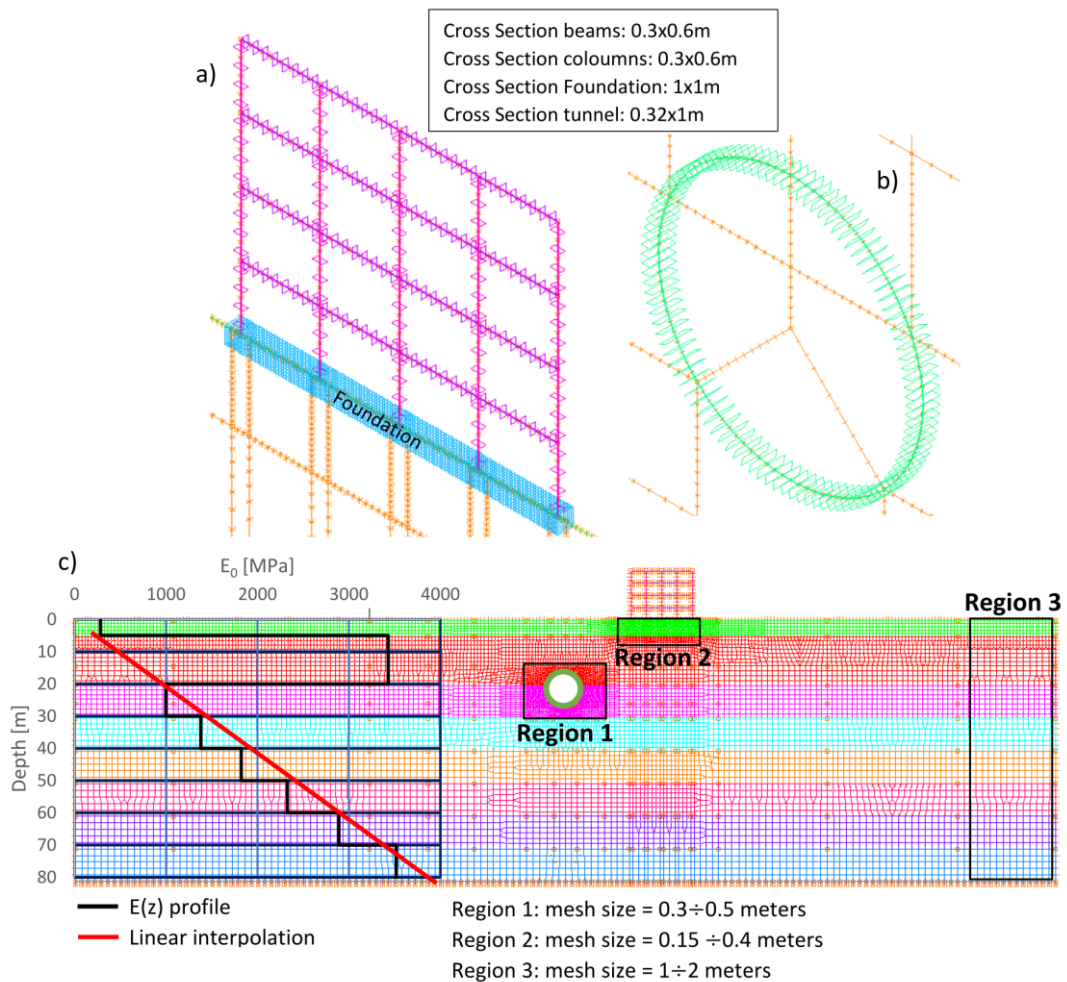 Cross Section beams: 0.3x0.6m
Cross Section coloumns: 0.3x0.6m
Cross Section Foundation: 1x1m
Cross Section tunnel: 0.32x1m
a)
b)
Foundation
c)
E0 [MPa]
0 1000 2000 3000 4000
Depth [m]
0
10
20
30
40
50
60
70
80
Region 3
Region 2
Region 1
E(z) profile
Linear interpolation
Region 1: mesh size = 0.3÷0.5 meters
Region 2: mesh size = 0.15 ÷0.4 meters
Region 3: mesh size = 1÷2 meters